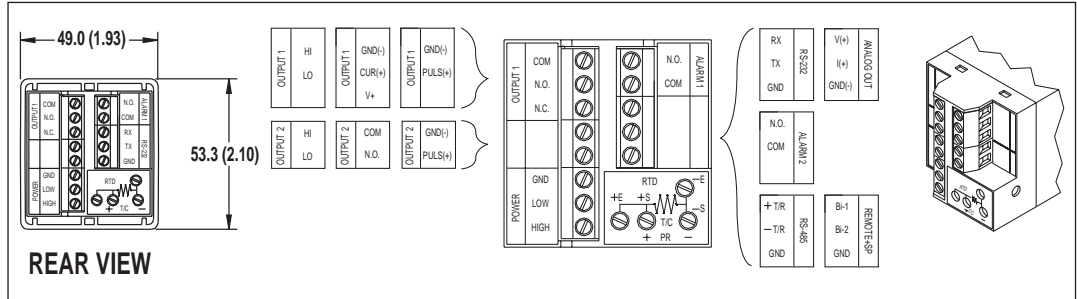 49.0 (1.93)
OUTPUT1
COM
N.O.
N.C.
POWER
GND
LOW
HIGH
N.O.
COM
ALARM 1
RX
TX
GND
RS-232
RTD
+
T/C
−
53.3 (2.10)
REAR VIEW
OUTPUT 1
HI
LO
OUTPUT 1
GND(-)
CUR(+)
V+
OUTPUT 1
GND(-)
PULS(+)
OUTPUT 2
HI
LO
OUTPUT 2
COM
N.O.
OUTPUT 2
GND(-)
PULS(+)
OUTPUT 1
COM
N.O.
N.C.
POWER
GND
LOW
HIGH
N.O.
COM
ALARM 1
RTD
−E
+E
+S
−S
T/C
+
PR
−
RX
TX
GND
RS-232
V(+)
I(+)
GND(-)
ANALOG OUT
N.O.
COM
ALARM 2
+ T/R
− T/R
GND
RS-485
Bi-1
Bi-2
GND
REMOTE+SP
RTD
T/C